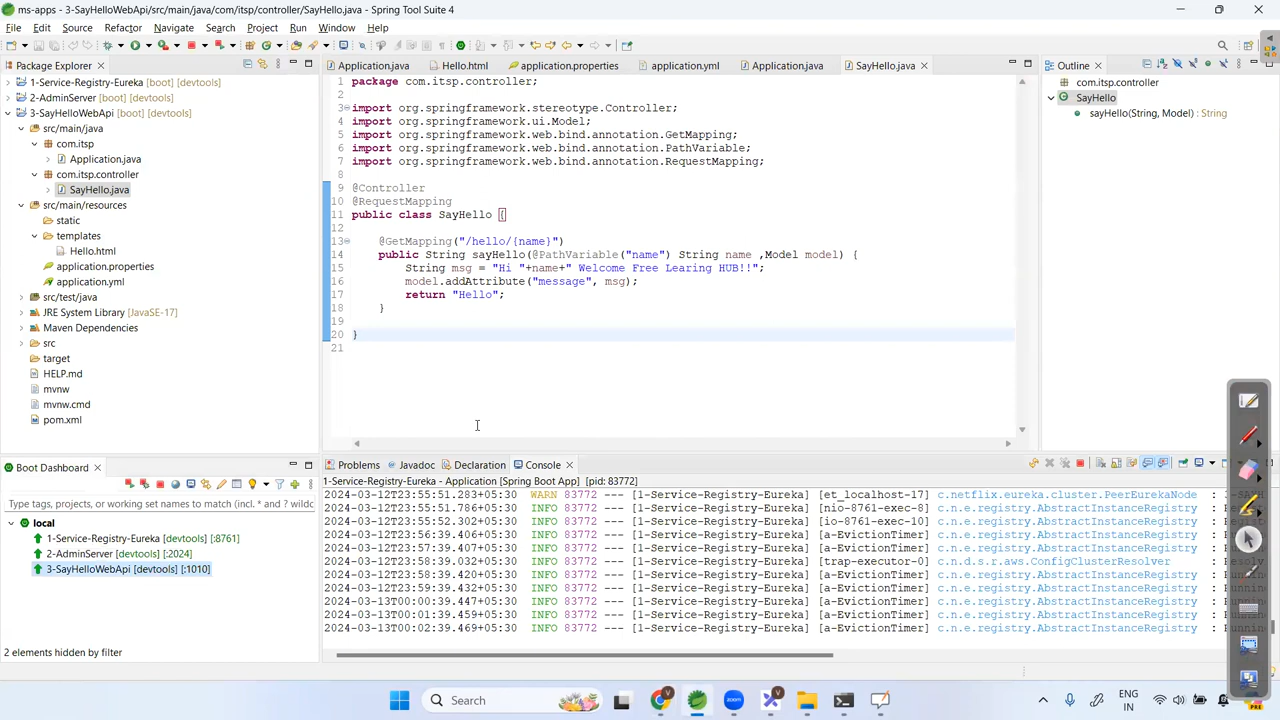 ms-apps - 3-SayHelloWebApi/src/main/java/com/itsp/controller/SayHello.java - Spring Tool Suite 4
File Edit Source Refactor Navigate Search Project Run Window Help
Package Explorer
1-Service-Registry-Eureka [boot] [devtools]
2-AdminServer [boot] [devtools]
3-SayHelloWebApi [boot] [devtools]
src/main/java
com.itsp
Application.java
com.itsp.controller
SayHello.java
src/main/resources
static
templates
Hello.html
application.properties
application.yml
src/test/java
JRE System Library [JavaSE-17]
Maven Dependencies
src
target
HELP.md
mvnw
mvnw.cmd
pom.xml
Application.java Hello.html application.properties application.yml Application.java SayHello.java
1 package com.itsp.controller;
2
3 import org.springframework.stereotype.Controller;
4 import org.springframework.ui.Model;
5 import org.springframework.web.bind.annotation.GetMapping;
6 import org.springframework.web.bind.annotation.PathVariable;
7 import org.springframework.web.bind.annotation.RequestMapping;
8
9 @Controller
10 @RequestMapping
11 public class SayHello {
12
13 @GetMapping("/hello/{name}")
14 public String sayHello(@PathVariable("name") String name ,Model model) {
15 String msg = "Hi "+name+" Welcome Free Learing HUB!!";
16 model.addAttribute("message", msg);
17 return "Hello";
18 }
19
20 }
21
Outline
com.itsp.controller
SayHello
sayHello(String, Model) : String
Boot Dashboard
Type tags, projects, or working set names to match (incl. * and ? wildc
local
1-Service-Registry-Eureka [devtools] [:8761]
2-AdminServer [devtools] [:2024]
3-SayHelloWebApi [devtools] [:1010]
2 elements hidden by filter
Problems Javadoc Declaration Console
1-Service-Registry-Eureka - Application [Spring Boot App] [pid: 83772]
2024-03-12T23:55:51.283+05:30 WARN 83772 --- [1-Service-Registry-Eureka] [et_localhost-17] c.netflix.eureka.cluster.PeerEurekaNode :
2024-03-12T23:55:51.786+05:30 INFO 83772 --- [1-Service-Registry-Eureka] [nio-8761-exec-8] c.n.e.registry.AbstractInstanceRegistry :
2024-03-12T23:55:52.302+05:30 INFO 83772 --- [1-Service-Registry-Eureka] [io-8761-exec-10] c.n.e.registry.AbstractInstanceRegistry :
2024-03-12T23:56:39.406+05:30 INFO 83772 --- [1-Service-Registry-Eureka] [a-EvictionTimer] c.n.e.registry.AbstractInstanceRegistry :
2024-03-12T23:57:39.407+05:30 INFO 83772 --- [1-Service-Registry-Eureka] [a-EvictionTimer] c.n.e.registry.AbstractInstanceRegistry :
2024-03-12T23:58:39.032+05:30 INFO 83772 --- [1-Service-Registry-Eureka] [trap-executor-0] c.n.d.s.r.aws.ConfigClusterResolver :
2024-03-12T23:58:39.420+05:30 INFO 83772 --- [1-Service-Registry-Eureka] [a-EvictionTimer] c.n.e.registry.AbstractInstanceRegistry :
2024-03-12T23:59:39.432+05:30 INFO 83772 --- [1-Service-Registry-Eureka] [a-EvictionTimer] c.n.e.registry.AbstractInstanceRegistry :
2024-03-13T00:00:39.447+05:30 INFO 83772 --- [1-Service-Registry-Eureka] [a-EvictionTimer] c.n.e.registry.AbstractInstanceRegistry :
2024-03-13T00:01:39.459+05:30 INFO 83772 --- [1-Service-Registry-Eureka] [a-EvictionTimer] c.n.e.registry.AbstractInstanceRegistry :
2024-03-13T00:02:39.469+05:30 INFO 83772 --- [1-Service-Registry-Eureka] [a-EvictionTimer] c.n.e.registry.AbstractInstanceRegistry :
Search
ENG
IN